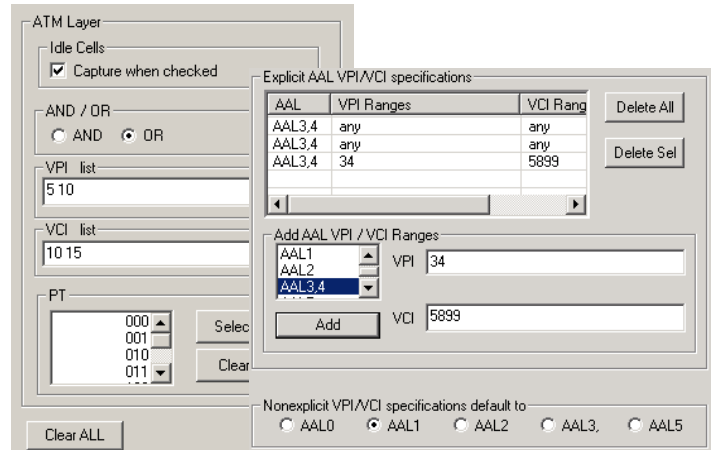 ATM Layer
Idle Cells
Capture when checked
AND / OR
AND OR
VPI list
5 10
VCI list
10 15
PT
000
001
010
011
Clear
Clear ALL
Explicit AAL VPI/VCI specifications
AAL VPI Ranges VCI Rang
AAL3,4 any any
AAL3,4 any any
AAL3,4 34 5899
Delete All
Delete Sel
Add AAL VPI / VCI Ranges
AAL1
AAL2
AAL3,4
VPI 34
VCI 5899
Add
Nonexplicit VPI/VCI specifications default to
AAL0 AAL1 AAL2 AAL3, AAL5